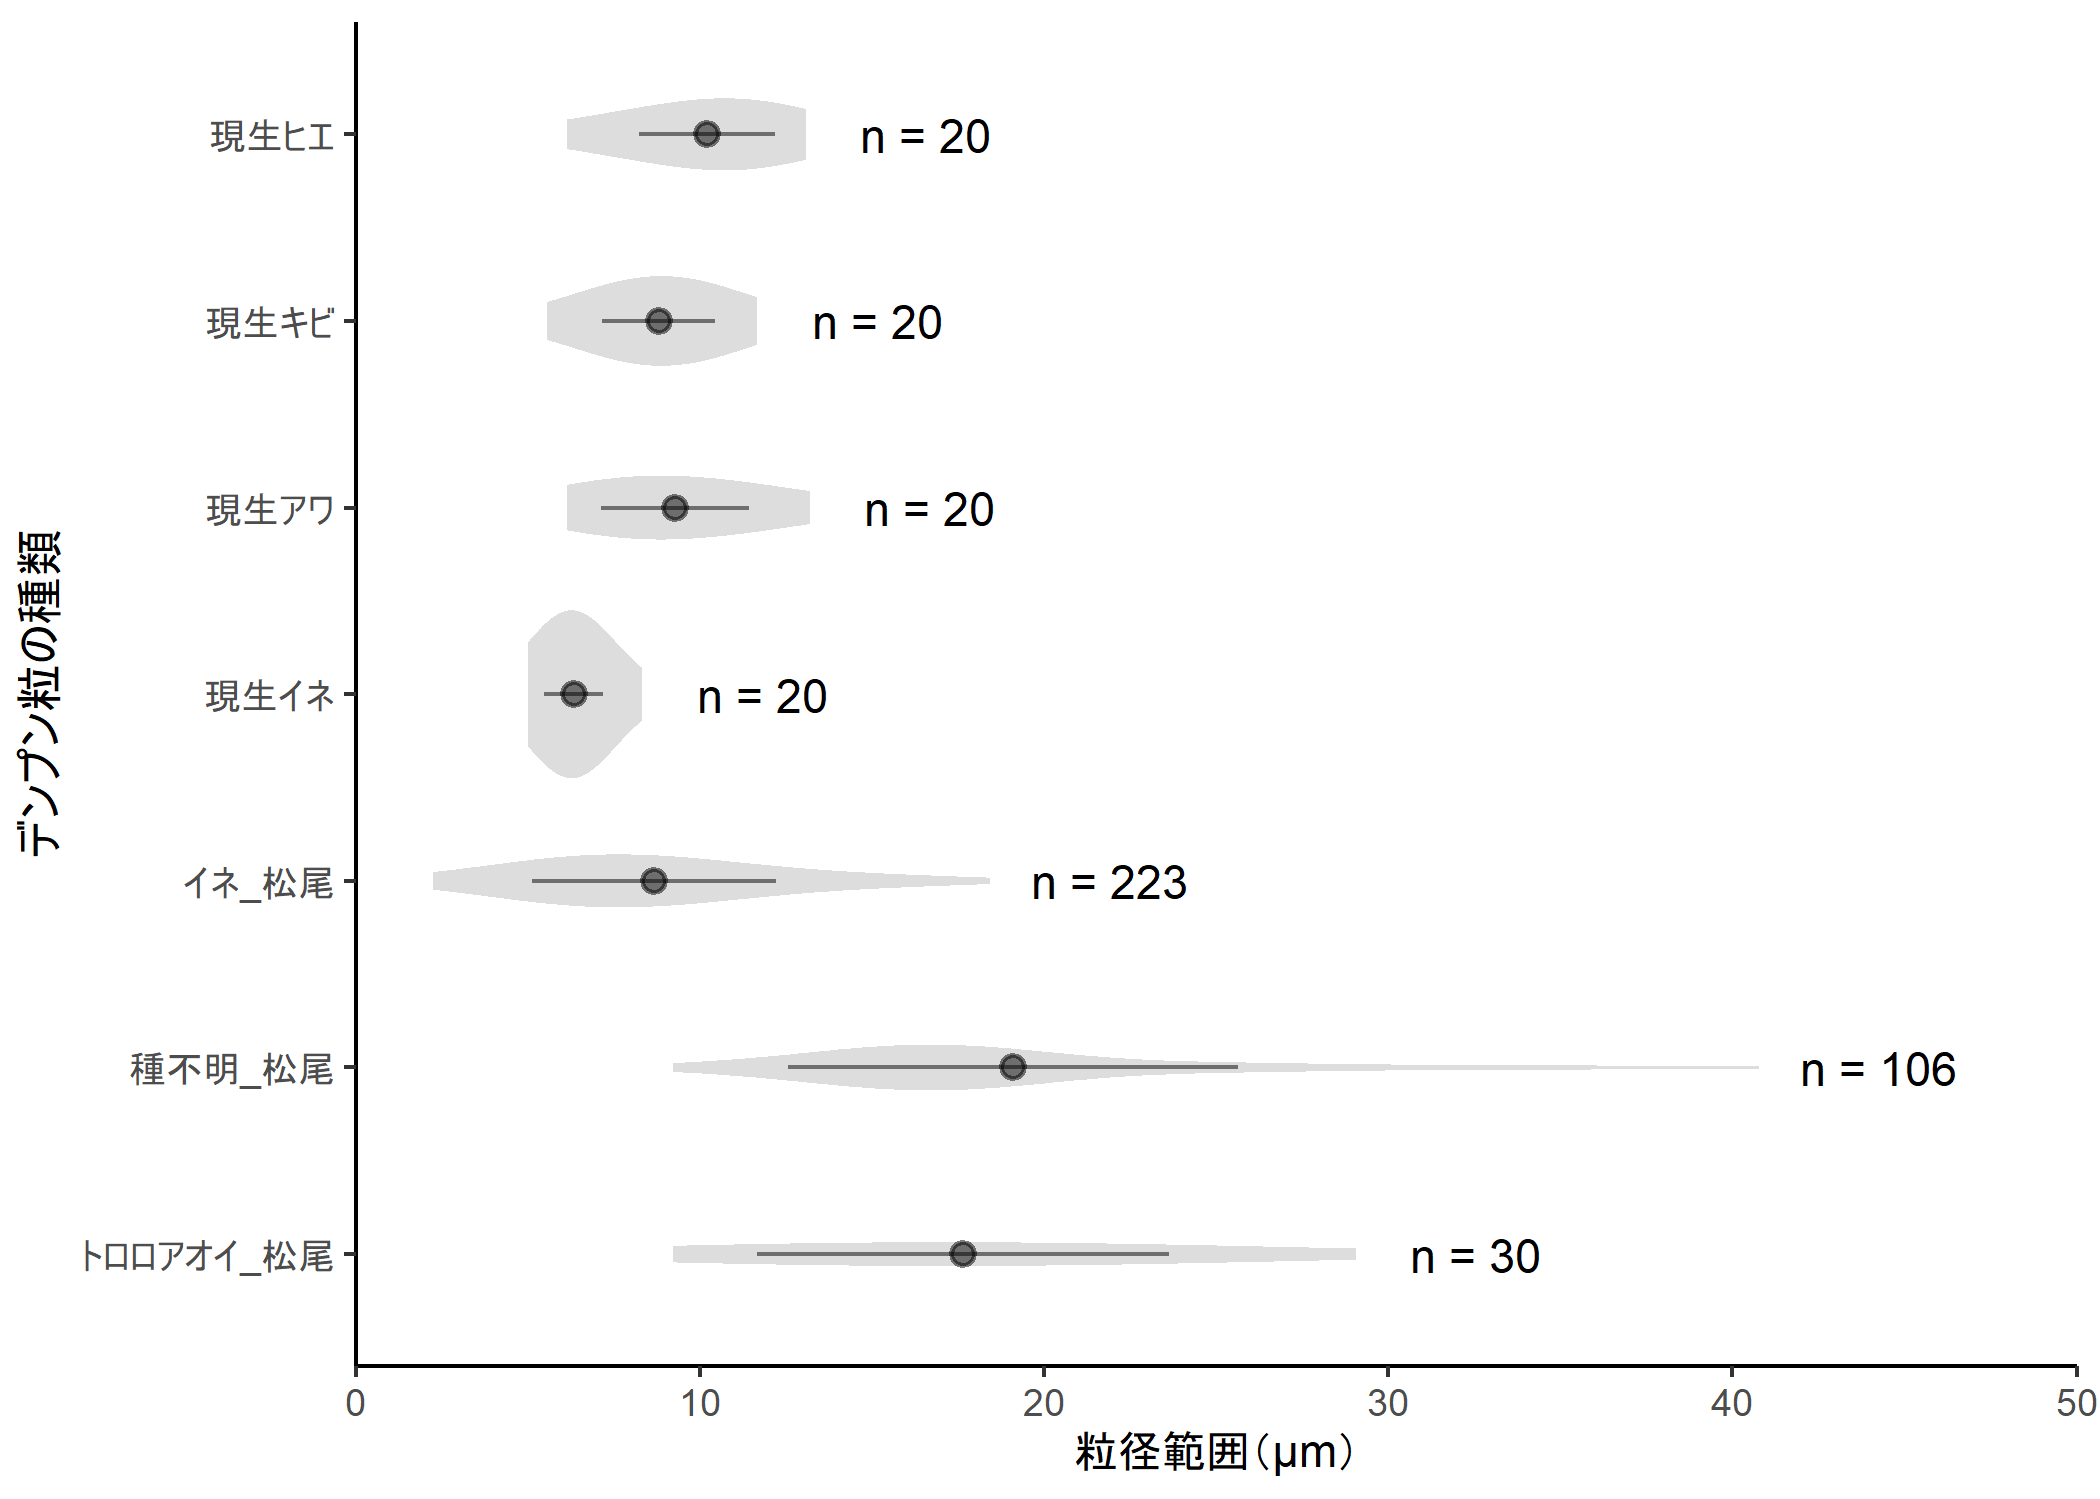 現生ヒエ
n = 20
現生キビ
n = 20
現生アワ
n = 20
現生イネ
n = 20
イネ_松尾
n = 223
種不明_松尾
n = 106
トロロアオイ_松尾
n = 30
デンプン粒の種類
0 10 20 30 40 50
粒径範囲(µm)